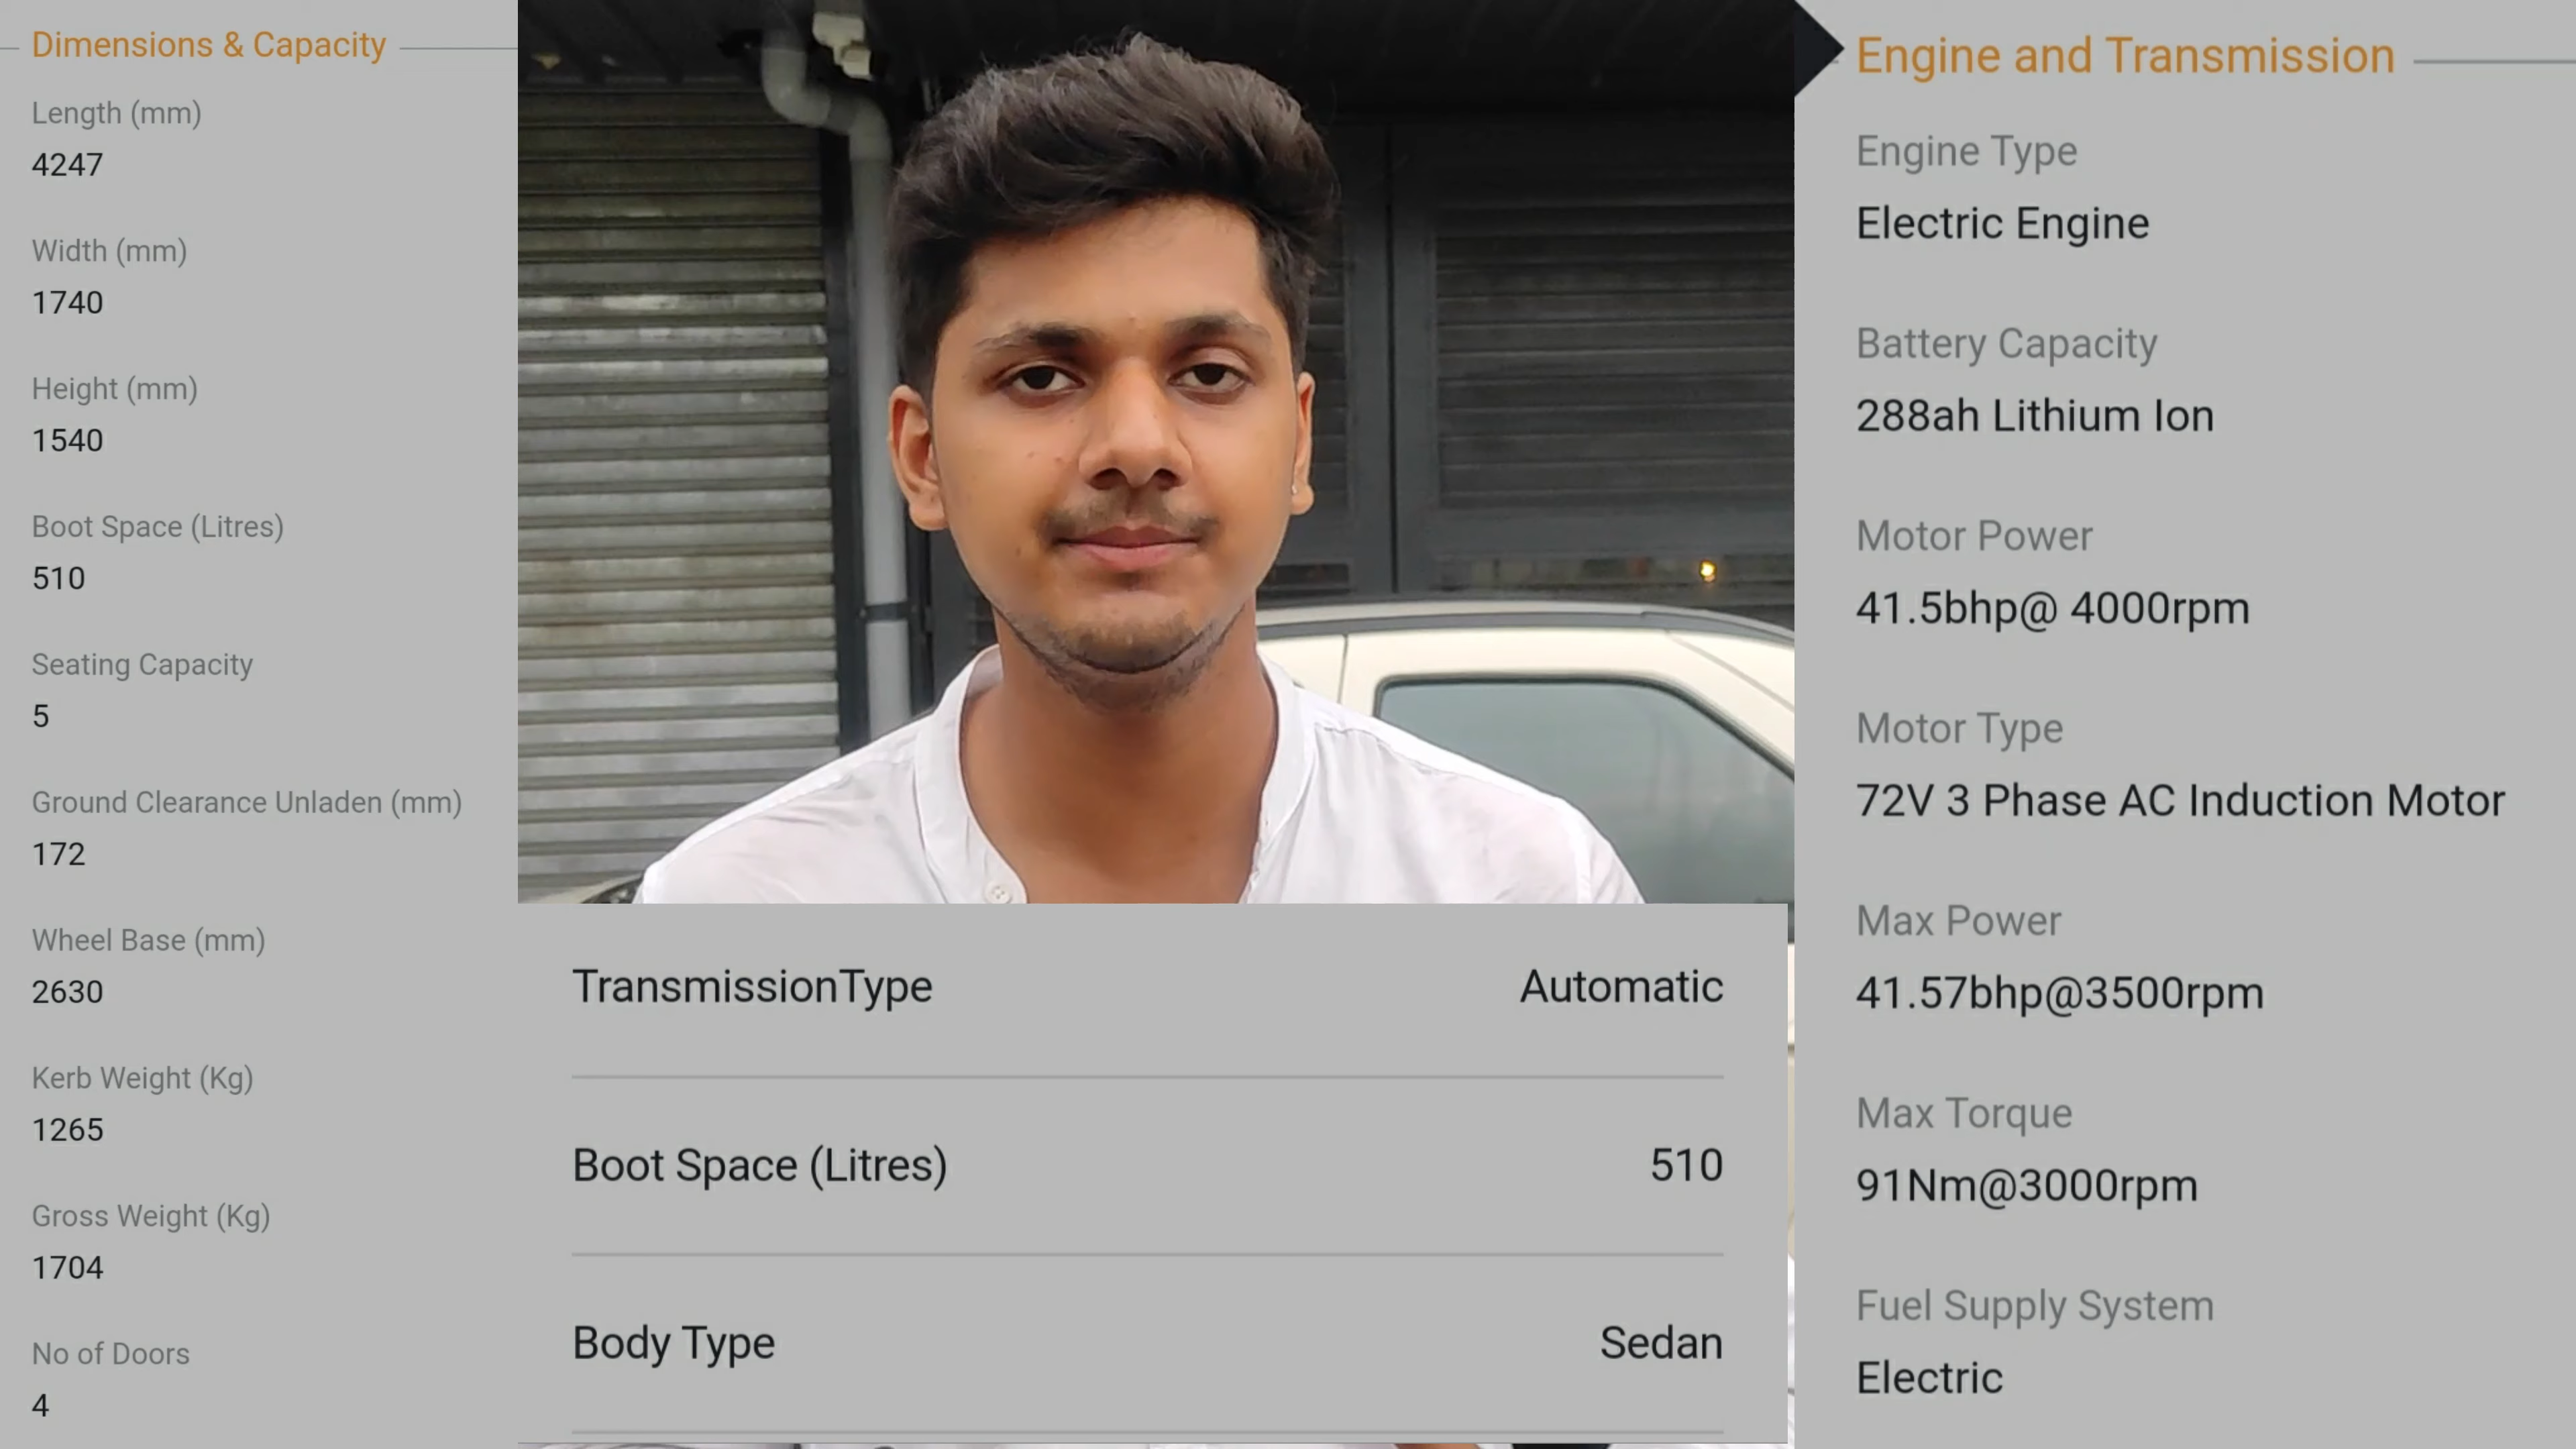 Dimensions & Capacity
Length (mm)
4247
Width (mm)
1740
Height (mm)
1540
Boot Space (Litres)
510
Seating Capacity
5
Ground Clearance Unladen (mm)
172
Wheel Base (mm)
2630
Kerb Weight (Kg)
1265
Gross Weight (Kg)
1704
No of Doors
4
TransmissionType Automatic
Boot Space (Litres) 510
Body Type Sedan
Engine and Transmission
Engine Type
Electric Engine
Battery Capacity
288ah Lithium Ion
Motor Power
41.5bhp@ 4000rpm
Motor Type
72V 3 Phase AC Induction Motor
Max Power
41.57bhp@3500rpm
Max Torque
91Nm@3000rpm
Fuel Supply System
Electric